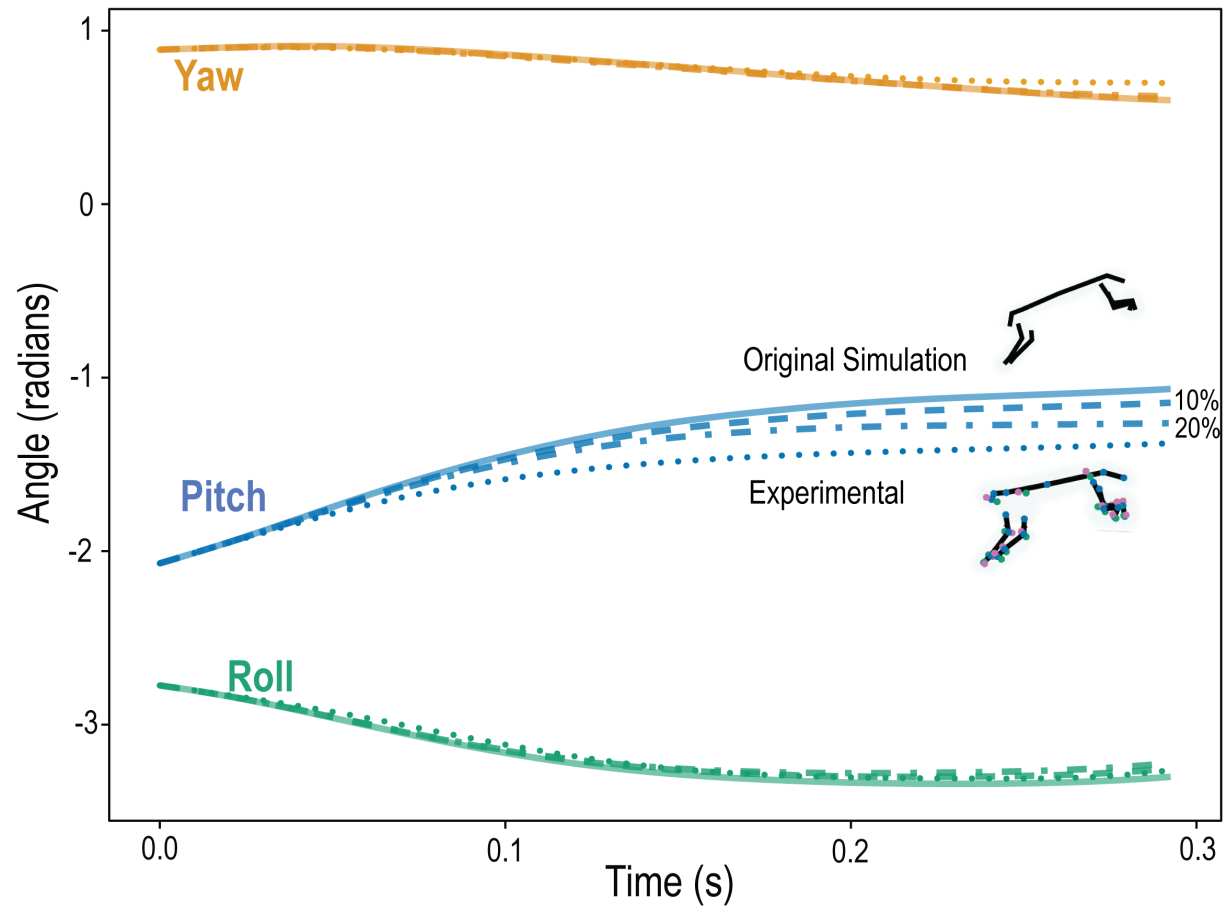 1
Yaw
0
Angle (radians)
Original Simulation
-1
10%
20%
Pitch
Experimental
-2
Roll
-3
0.0
0.1
0.2
0.3
Time (s)